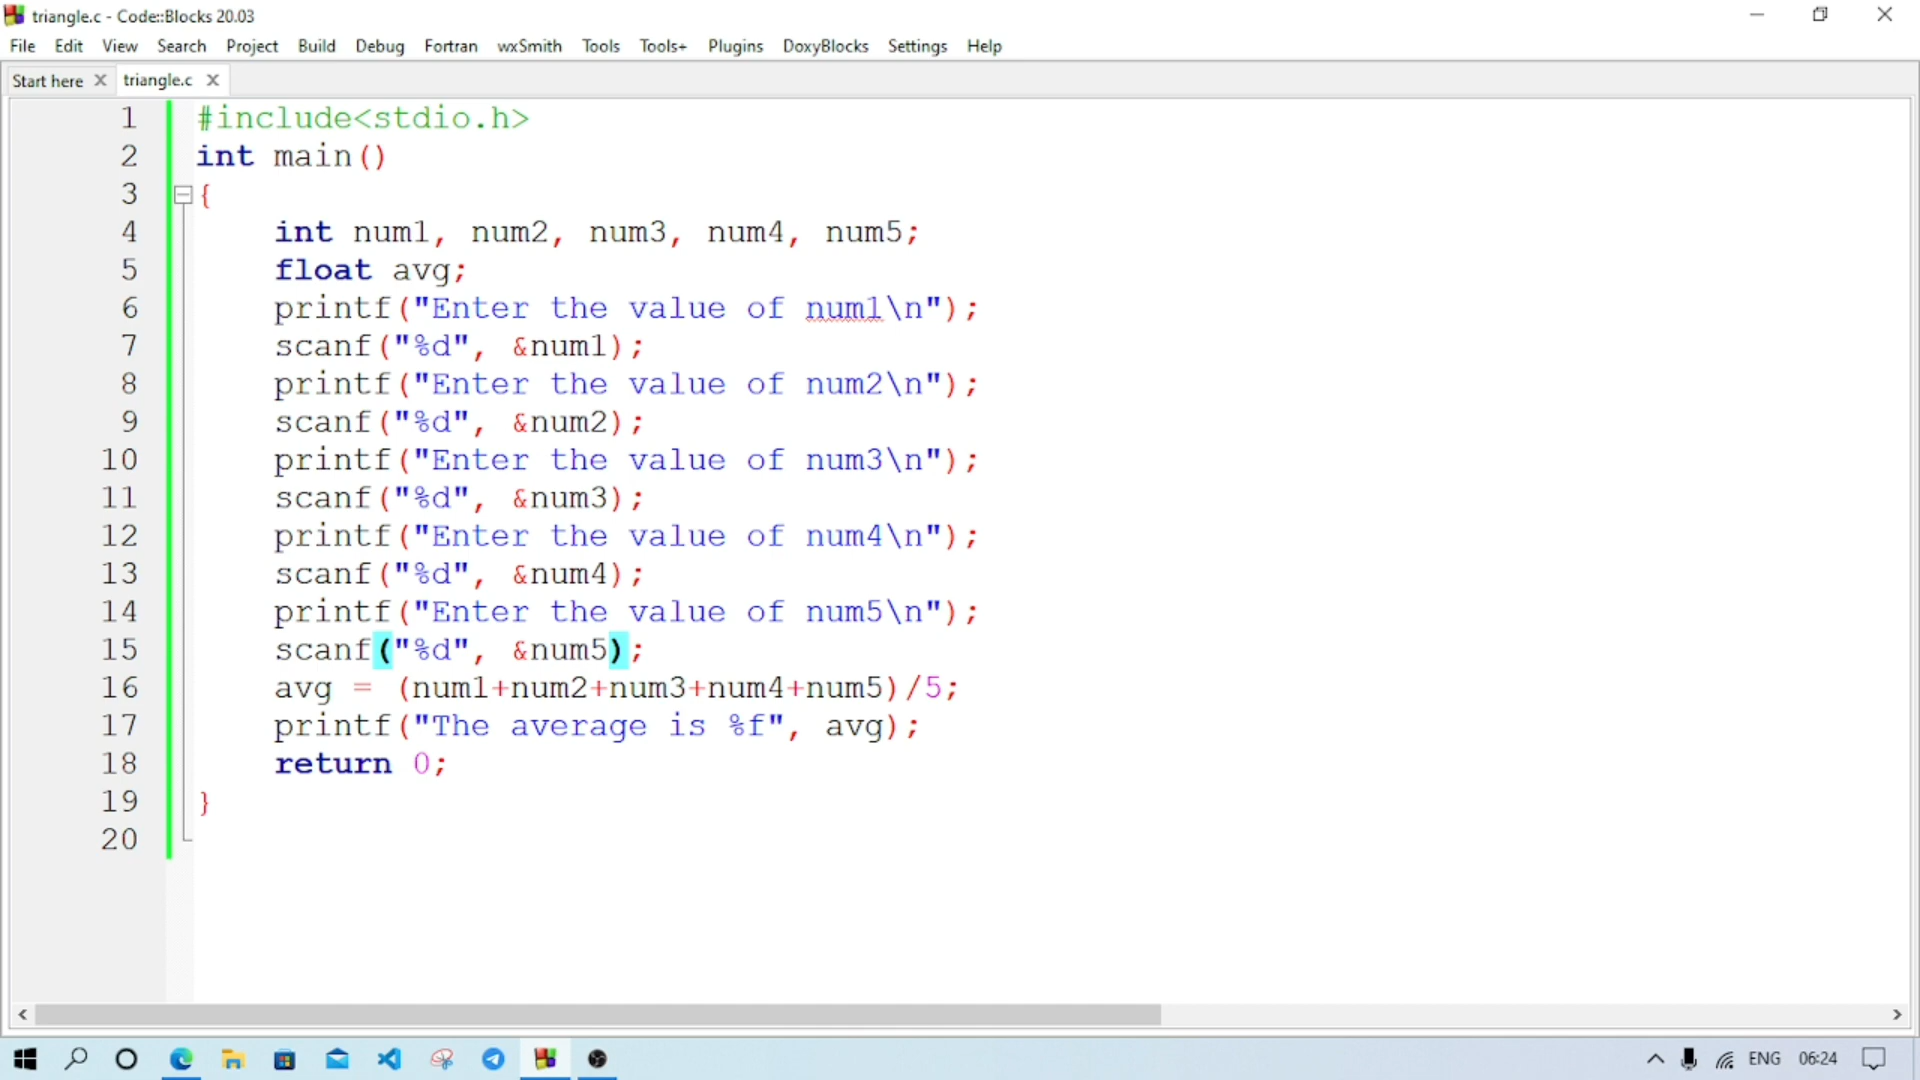 triangle.c - Code::Blocks 20.03
File Edit View Search Project Build Debug Fortran wxSmith Tools Tools+ Plugins DoxyBlocks Settings Help
Start here triangle.c
1 #include<stdio.h>
2 int main()
3 {
4 int num1, num2, num3, num4, num5;
5 float avg;
6 printf("Enter the value of num1\n");
7 scanf("%d", &num1);
8 printf("Enter the value of num2\n");
9 scanf("%d", &num2);
10 printf("Enter the value of num3\n");
11 scanf("%d", &num3);
12 printf("Enter the value of num4\n");
13 scanf("%d", &num4);
14 printf("Enter the value of num5\n");
15 scanf("%d", &num5);
16 avg = (num1+num2+num3+num4+num5)/5;
17 printf("The average is %f", avg);
18 return 0;
19 }
20
ENG 06:24